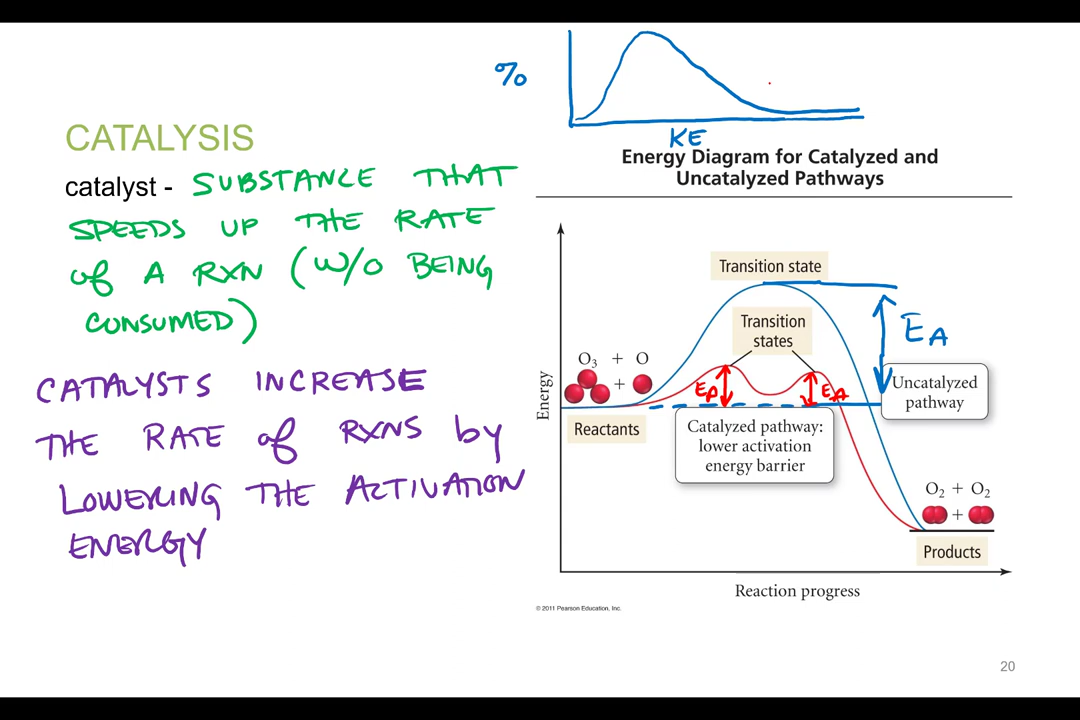 %
KE
CATALYSIS
catalyst - SUBSTANCE THAT
SPEEDS UP THE RATE
of A RXN (W/O BEING
CONSUMED)
CATALYSTS INCREASE
THE RATE of RXNS by
LOWERING THE ACTIVATION
ENERGY
Energy Diagram for Catalyzed and
Uncatalyzed Pathways
Transition state
Transition
states
EA
O3 + O
+
EA
EA
Uncatalyzed
pathway
Energy
Reactants
Catalyzed pathway:
lower activation
energy barrier
O2 + O2
+
Products
Reaction progress
© 2011 Pearson Education, Inc.
20